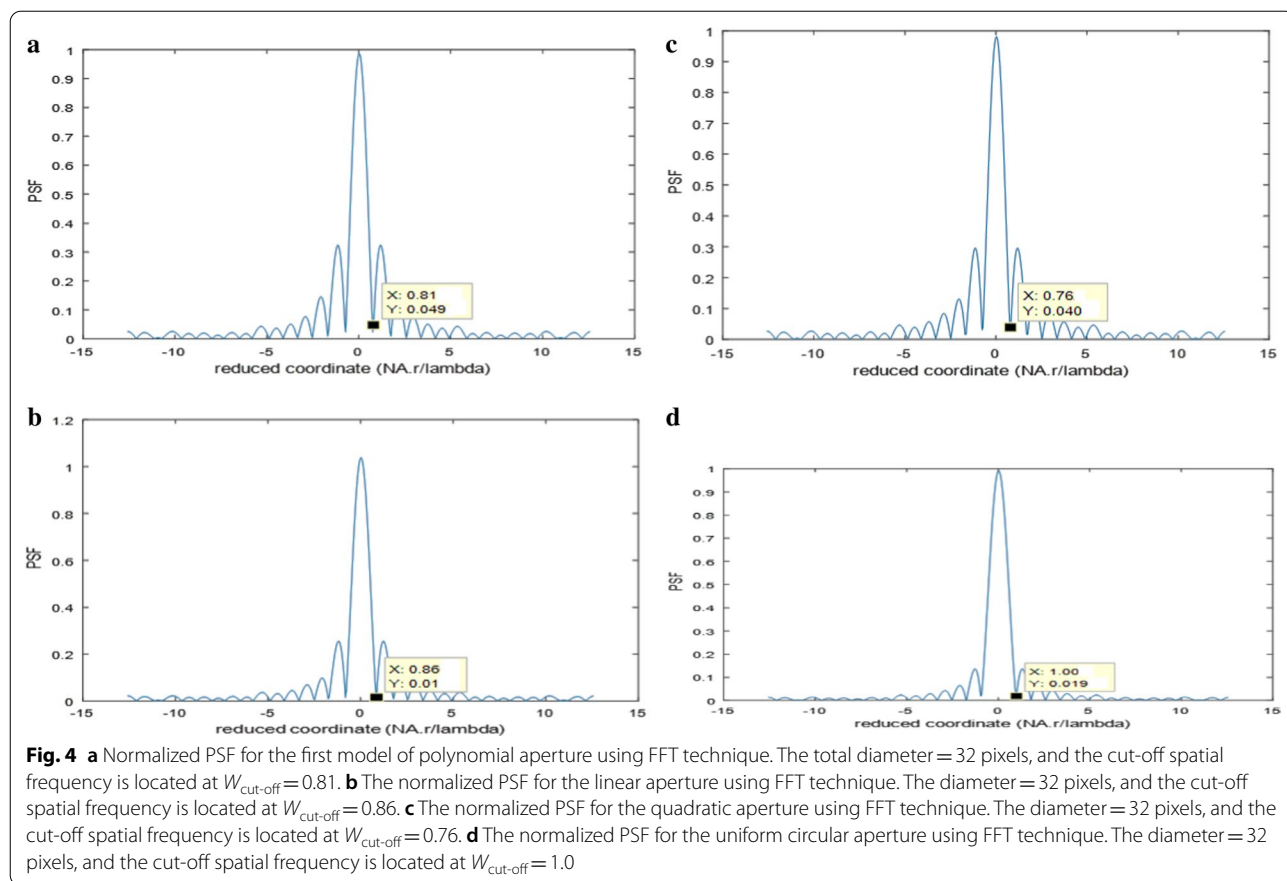 a
1
0.9
0.8
0.7
0.6
0.5
0.4
0.3
0.2
0.1
0
PSF
X: 0.81
Y: 0.049
-15 -10 -5 0 5 10 15
reduced coordinate (NA.r/lambda)
c
1
0.9
0.8
0.7
0.6
0.5
0.4
0.3
0.2
0.1
0
PSF
X: 0.76
Y: 0.040
-15 -10 -5 0 5 10 15
reduced coordinate (NA.r/lambda)
b
1.2
1
0.8
0.6
0.4
0.2
0
PSF
X: 0.86
Y: 0.01
-15 -10 -5 0 5 10 15
reduced coordinate (NA.r/lambda)
d
1
0.9
0.8
0.7
0.6
0.5
0.4
0.3
0.2
0.1
0
PSF
X: 1.00
Y: 0.019
-15 -10 -5 0 5 10 15
reduced coordinate (NA.r/lambda)
Fig. 4 a Normalized PSF for the first model of polynomial aperture using FFT technique. The total diameter = 32 pixels, and the cut-off spatial
frequency is located at Wcut-off = 0.81. b The normalized PSF for the linear aperture using FFT technique. The diameter = 32 pixels, and the cut-off
spatial frequency is located at Wcut-off = 0.86. c The normalized PSF for the quadratic aperture using FFT technique. The diameter = 32 pixels, and the
cut-off spatial frequency is located at Wcut-off = 0.76. d The normalized PSF for the uniform circular aperture using FFT technique. The diameter = 32
pixels, and the cut-off spatial frequency is located at Wcut-off = 1.0